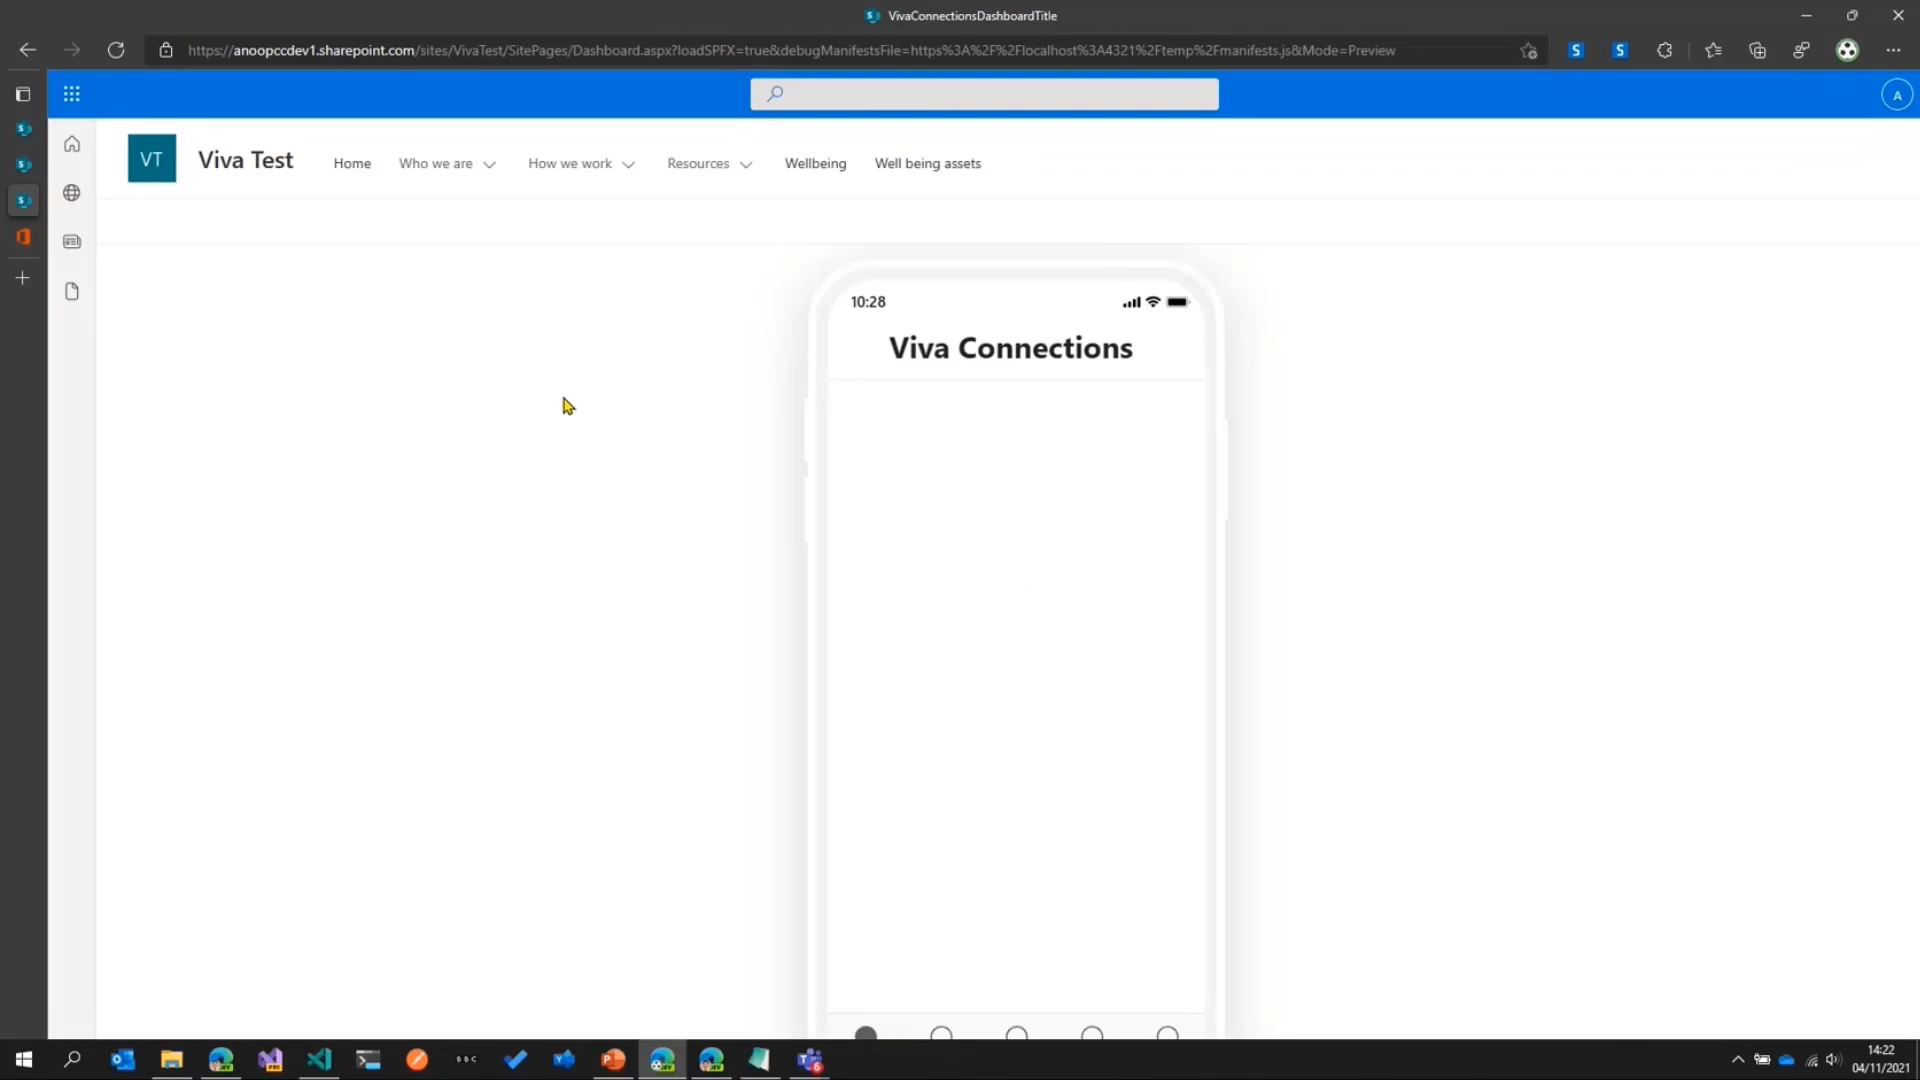 VivaConnectionsDashboardTitle
https://anoopccdev1.sharepoint.com/sites/VivaTest/SitePages/Dashboard.aspx?loadSPFX=true&debugManifestsFile=https%3A%2F%2Flocalhost%3A4321%2Ftemp%2Fmanifests.js&Mode=Preview
A
VT
Viva Test
Home
Who we are
How we work
Resources
Wellbeing
Well being assets
10:28
Viva Connections
14:22
04/11/2021